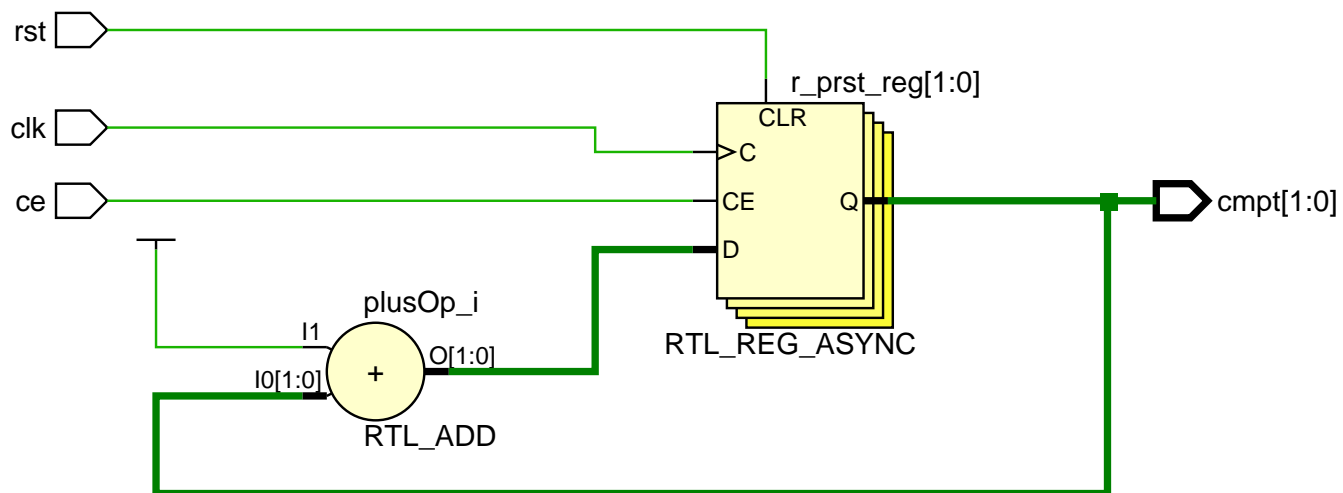 rst
r_prst_reg[1:0]
CLR
clk
C
ce
CE
Q
cmpt[1:0]
D
plusOp_i
RTL_REG_ASYNC
I1
O[1:0]
I0[1:0]
+
RTL_ADD